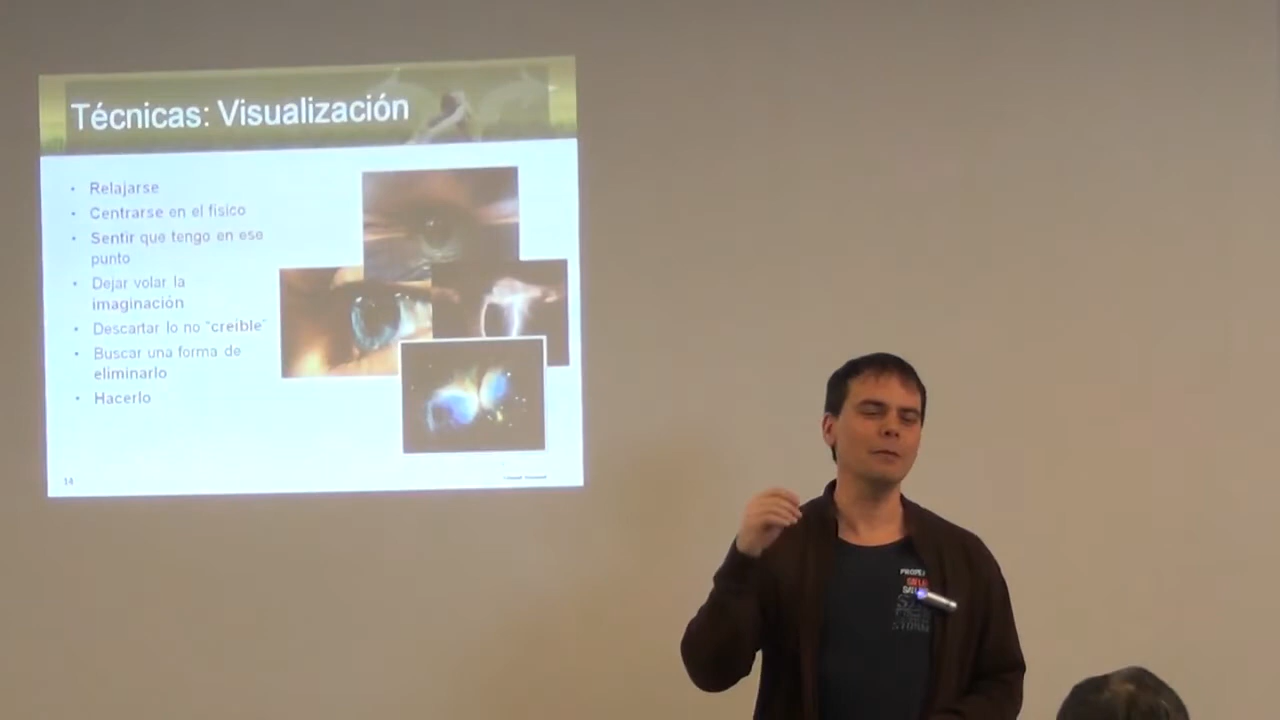 Técnicas: Visualización
• Relajarse
• Centrarse en el físico
• Sentir que tengo en ese
punto
• Dejar volar la
imaginación
• Descartar lo no "creíble"
• Buscar una forma de
eliminarlo
• Hacerlo
14
STORM